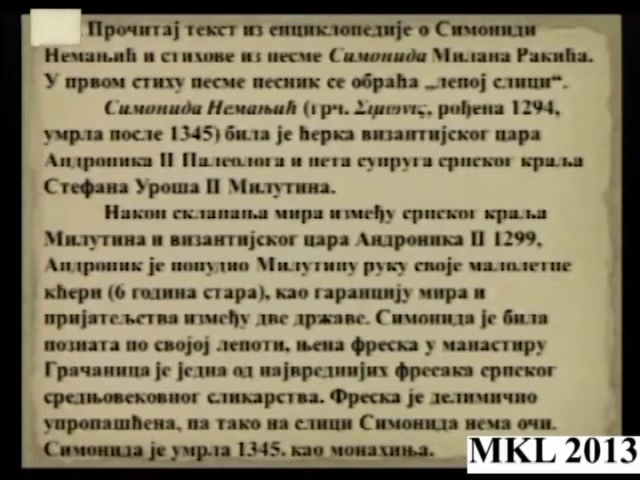 Прочитај текст из енциклопедије о Симониди
Немањић и стихове из песме Симонида Милана Ракића.
У првом стиху песме песник се обраћа „лепој слици“.
Симонида Немањић (грч. Σιμωνις, рођена 1294,
умрла после 1345) била је ћерка византијског цара
Андроника II Палеолога и пета супруга српског краља
Стефана Уроша II Милутина.
Након склапања мира између српског краља
Милутина и византијског цара Андроника II 1299,
Андроник је понудио Милутину руку своје малолетне
кћери (6 година стара), као гаранцију мира и
пријатељства између две државе. Симонида је била
позната по својој лепоти, њена фреска у манастиру
Грачаница је једна од највреднијих фресака српског
средњовековног сликарства. Фреска је делимично
упропашћена, па тако на слици Симонида нема очи.
Симонида је умрла 1345. као монахиња.
MKL 2013